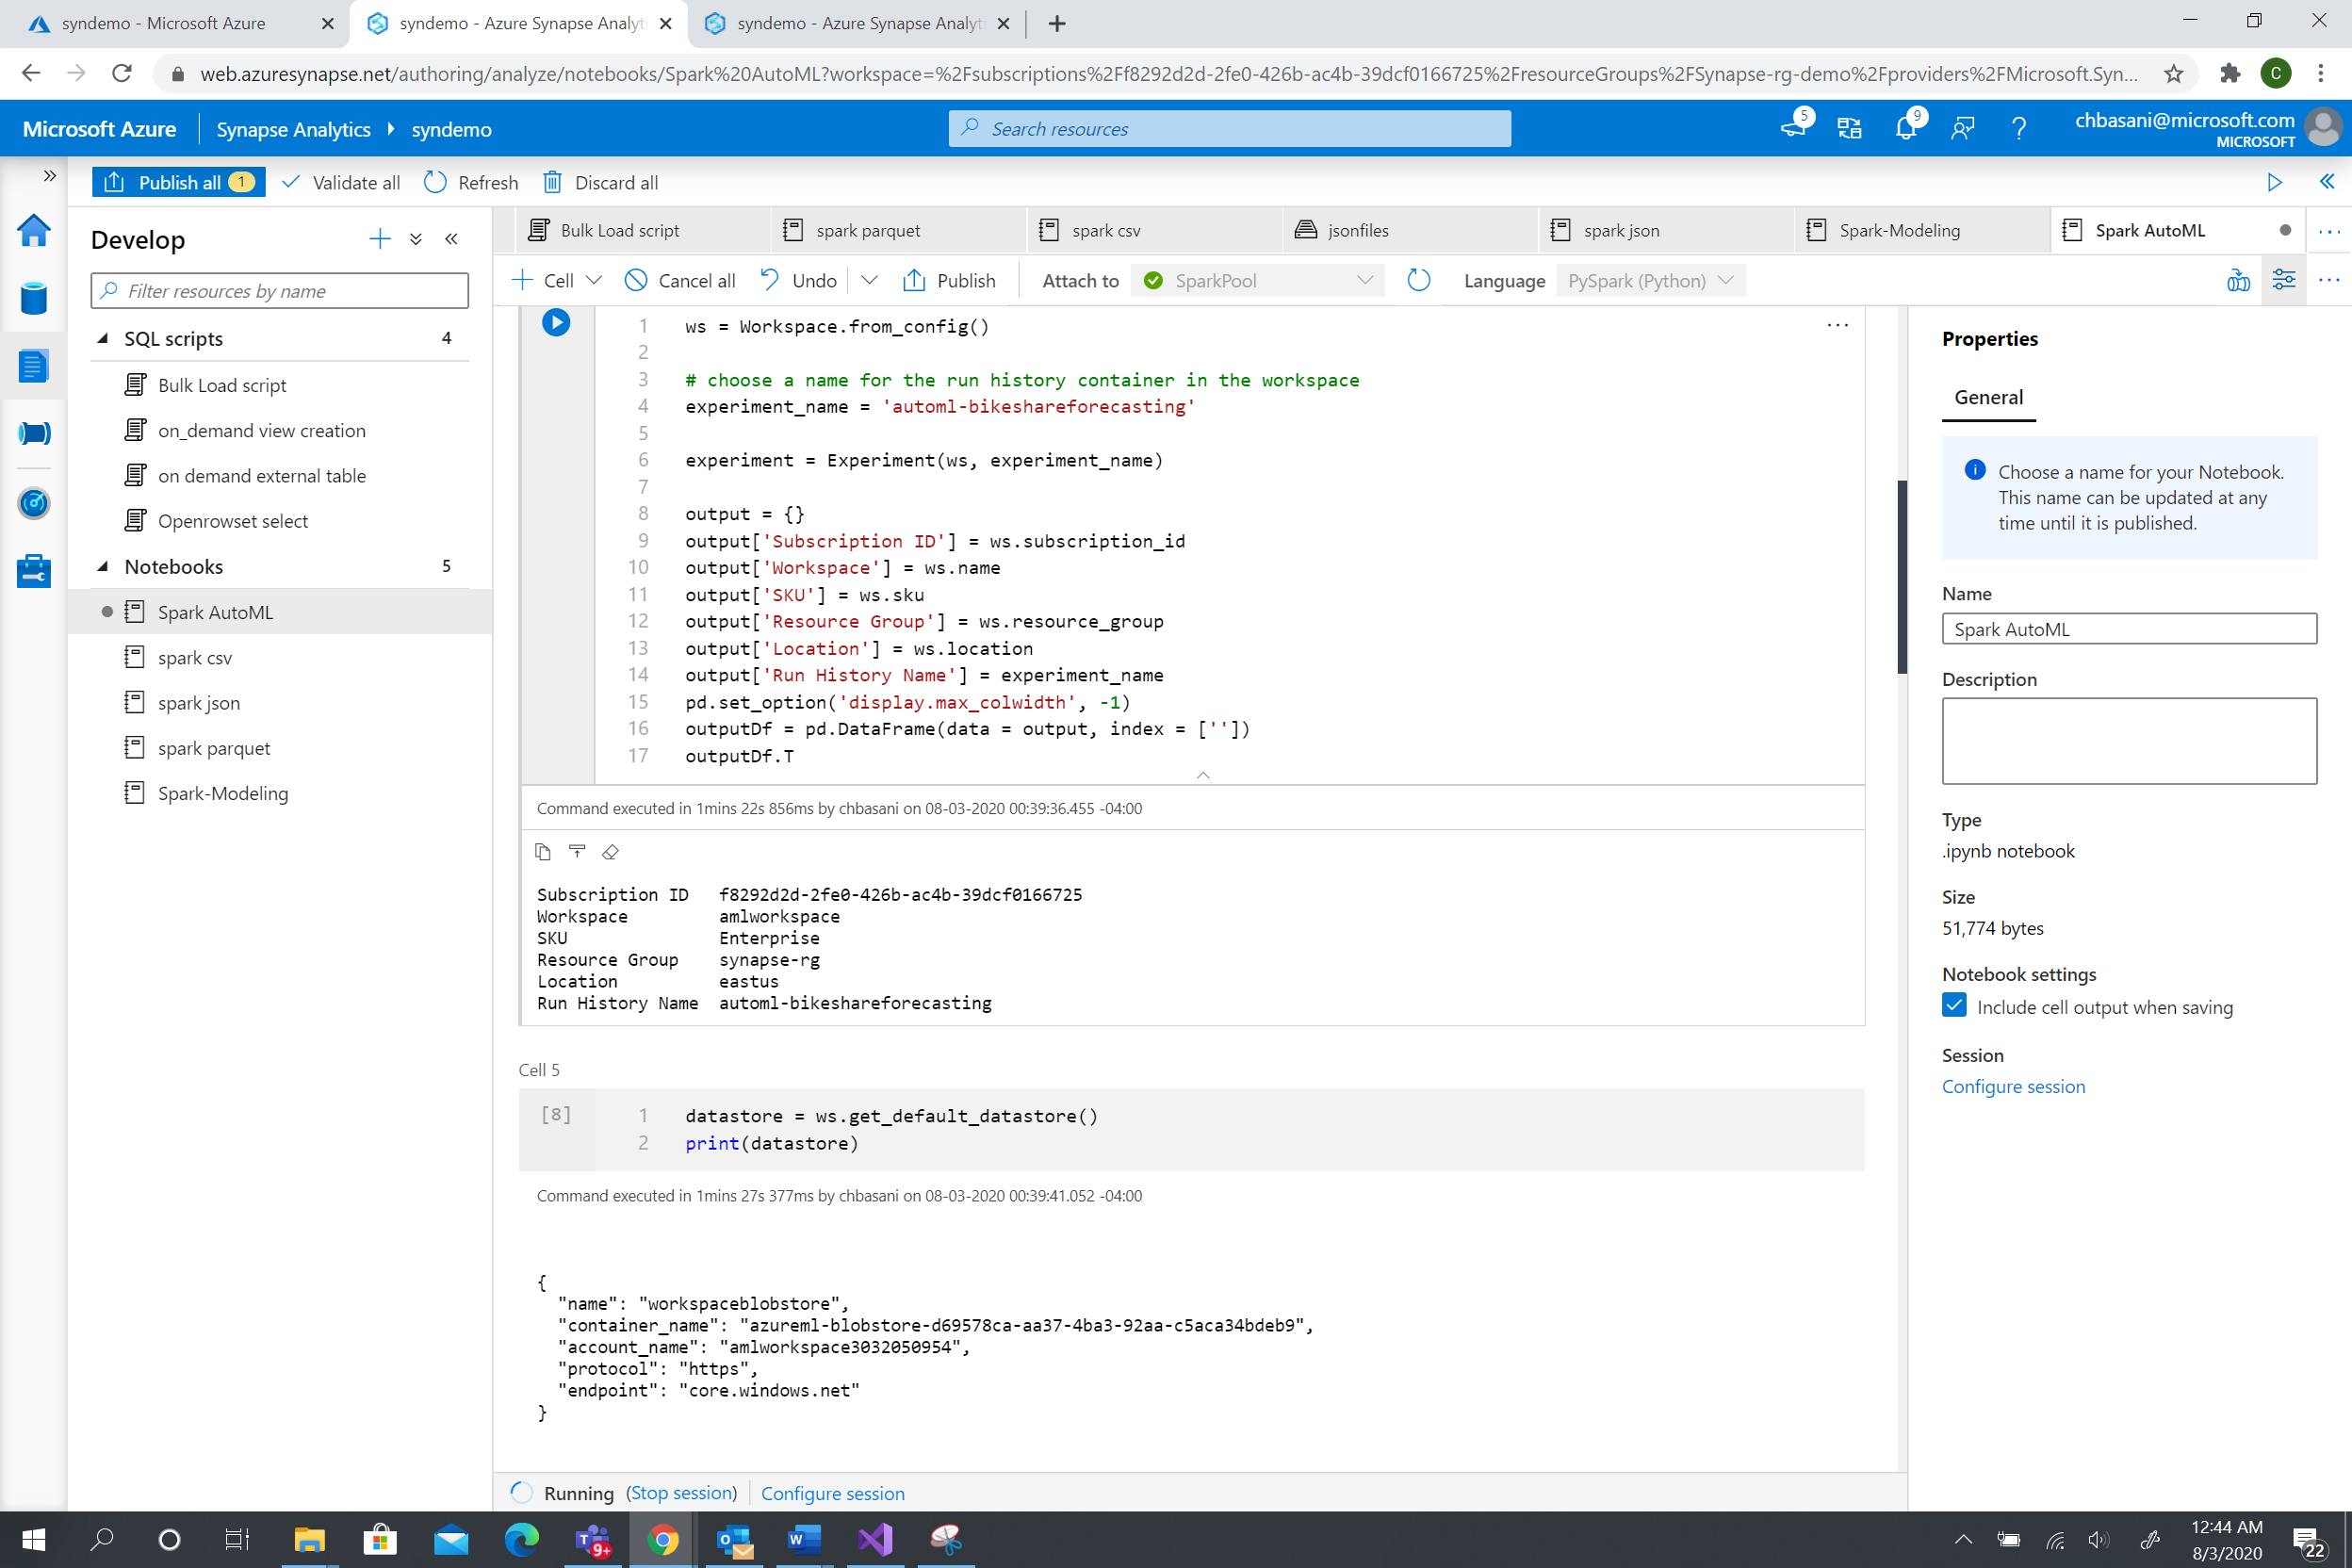 syndemo - Microsoft Azure
syndemo - Azure Synapse Analyt
syndemo - Azure Synapse Analyt
web.azuresynapse.net/authoring/analyze/notebooks/Spark%20AutoML?workspace=%2Fsubscriptions%2Ff8292d2d-2fe0-426b-ac4b-39dcf0166725%2FresourceGroups%2FSynapse-rg-demo%2Fproviders%2FMicrosoft.Syn...
C
Microsoft Azure
Synapse Analytics
syndemo
Search resources
5
9
chbasani@microsoft.com
MICROSOFT
Publish all 1
Validate all
Refresh
Discard all
Develop
Filter resources by name
SQL scripts 4
Bulk Load script
on_demand view creation
on demand external table
Openrowset select
Notebooks 5
Spark AutoML
spark csv
spark json
spark parquet
Spark-Modeling
Bulk Load script
spark parquet
spark csv
jsonfiles
spark json
Spark-Modeling
Spark AutoML
Cell
Cancel all
Undo
Publish
Attach to
SparkPool
Language
PySpark (Python)
1 ws = Workspace.from_config()
2
3 # choose a name for the run history container in the workspace
4 experiment_name = 'automl-bikeshareforecasting'
5
6 experiment = Experiment(ws, experiment_name)
7
8 output = {}
9 output['Subscription ID'] = ws.subscription_id
10 output['Workspace'] = ws.name
11 output['SKU'] = ws.sku
12 output['Resource Group'] = ws.resource_group
13 output['Location'] = ws.location
14 output['Run History Name'] = experiment_name
15 pd.set_option('display.max_colwidth', -1)
16 outputDf = pd.DataFrame(data = output, index = [''])
17 outputDf.T
Command executed in 1mins 22s 856ms by chbasani on 08-03-2020 00:39:36.455 -04:00
Subscription ID f8292d2d-2fe0-426b-ac4b-39dcf0166725
Workspace amlworkspace
SKU Enterprise
Resource Group synapse-rg
Location eastus
Run History Name automl-bikeshareforecasting
Cell 5
[8]
1 datastore = ws.get_default_datastore()
2 print(datastore)
Command executed in 1mins 27s 377ms by chbasani on 08-03-2020 00:39:41.052 -04:00
{
"name": "workspaceblobstore",
"container_name": "azureml-blobstore-d69578ca-aa37-4ba3-92aa-c5aca34bdeb9",
"account_name": "amlworkspace3032050954",
"protocol": "https",
"endpoint": "core.windows.net"
}
Running (Stop session)
Configure session
Properties
General
Choose a name for your Notebook.
This name can be updated at any
time until it is published.
Name
Spark AutoML
Description
Type
.ipynb notebook
Size
51,774 bytes
Notebook settings
Include cell output when saving
Session
Configure session
9+
12:44 AM
8/3/2020
22